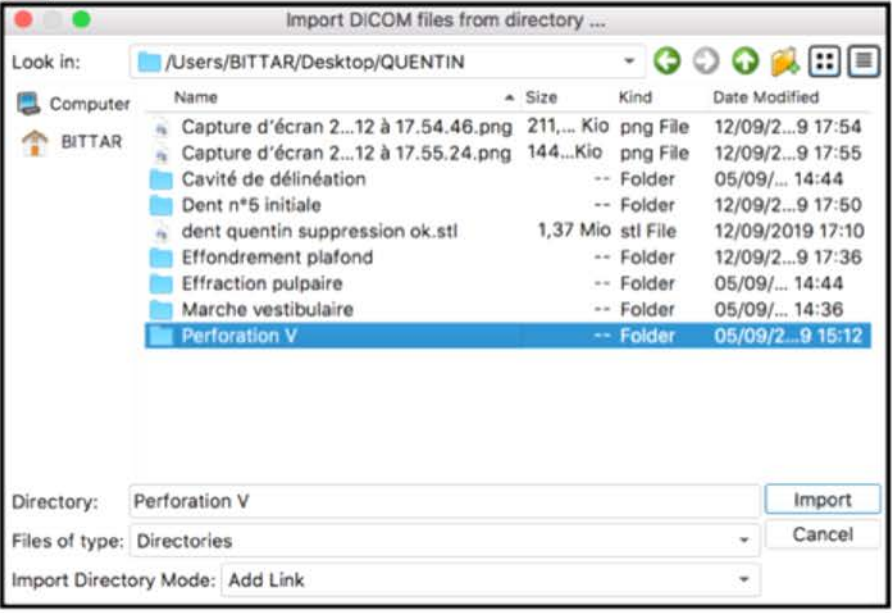 Import DICOM files from directory ...
Look in: /Users/BITTAR/Desktop/QUENTIN
Computer
BITTAR
Name Size Kind Date Modified
Capture d'écran 2...12 à 17.54.46.png 211,... Kio png File 12/09/2...9 17:54
Capture d'écran 2...12 à 17.55.24.png 144...Kio png File 12/09/2...9 17:55
Cavité de délinéation -- Folder 05/09/... 14:44
Dent n°5 initiale -- Folder 12/09/2...9 17:50
dent quentin suppression ok.stl 1,37 Mio stl File 12/09/2019 17:10
Effondrement plafond -- Folder 12/09/2...9 17:36
Effraction pulpaire -- Folder 05/09/... 14:44
Marche vestibulaire -- Folder 05/09/... 14:36
Perforation V -- Folder 05/09/2...9 15:12
Directory: Perforation V Import
Files of type: Directories Cancel
Import Directory Mode: Add Link